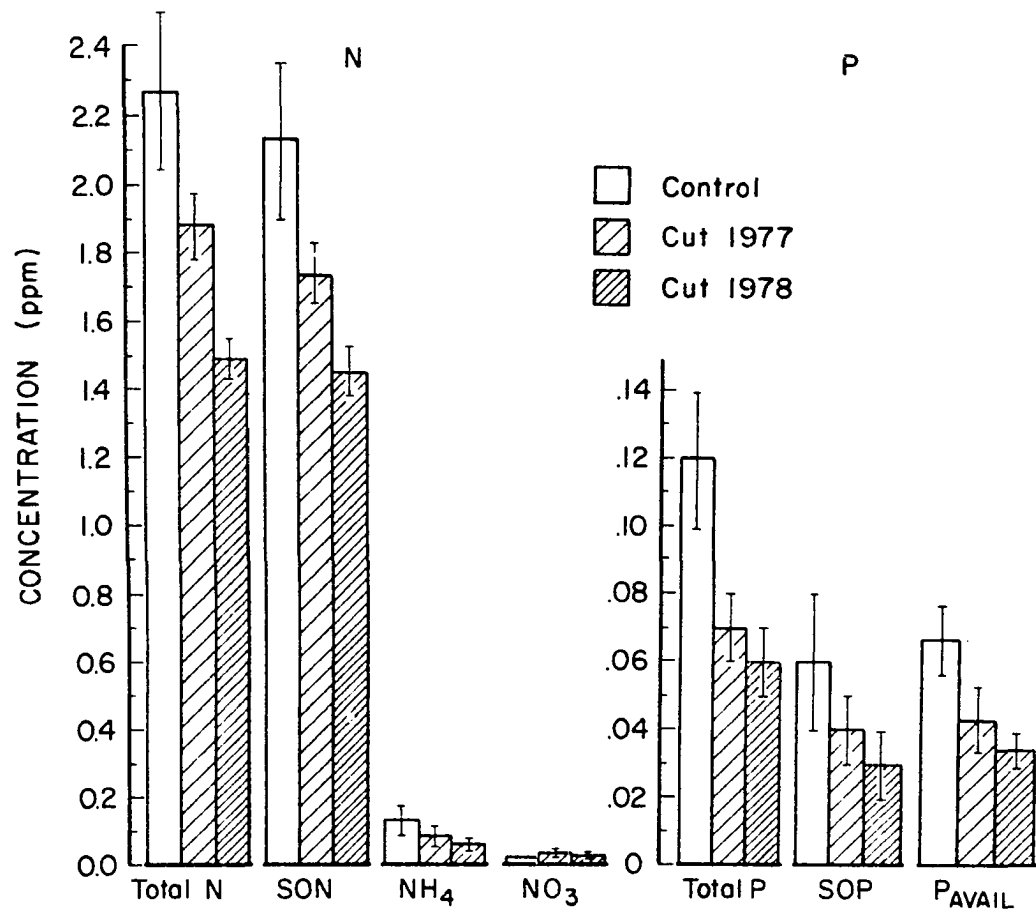 N
P
2.4
2.2
2.0
1.8
1.6
1.4
1.2
1.0
0.8
0.6
0.4
0.2
0.0
CONCENTRATION (ppm)
Control
Cut 1977
Cut 1978
.14
.12
.10
.08
.06
.04
.02
0
Total N
SON
NH4
NO3
Total P
SOP
PAVAIL